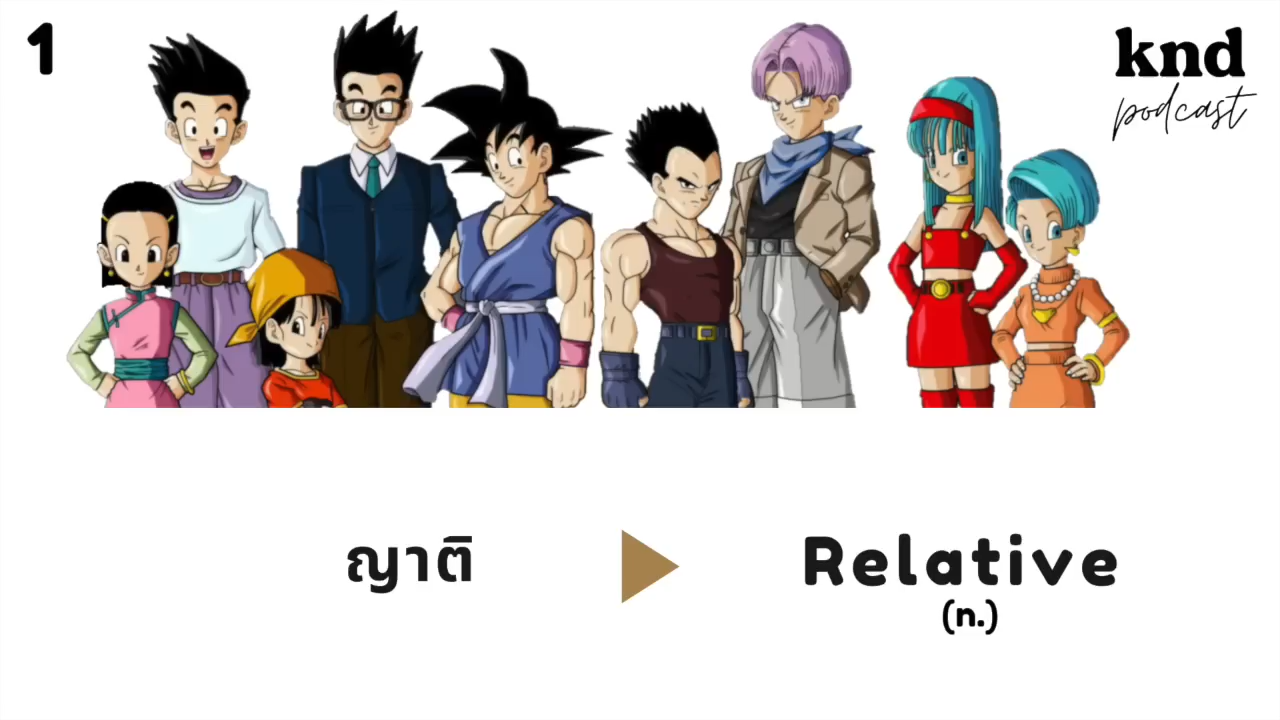 1
knd
podcast
ญาติ
Relative
(n.)